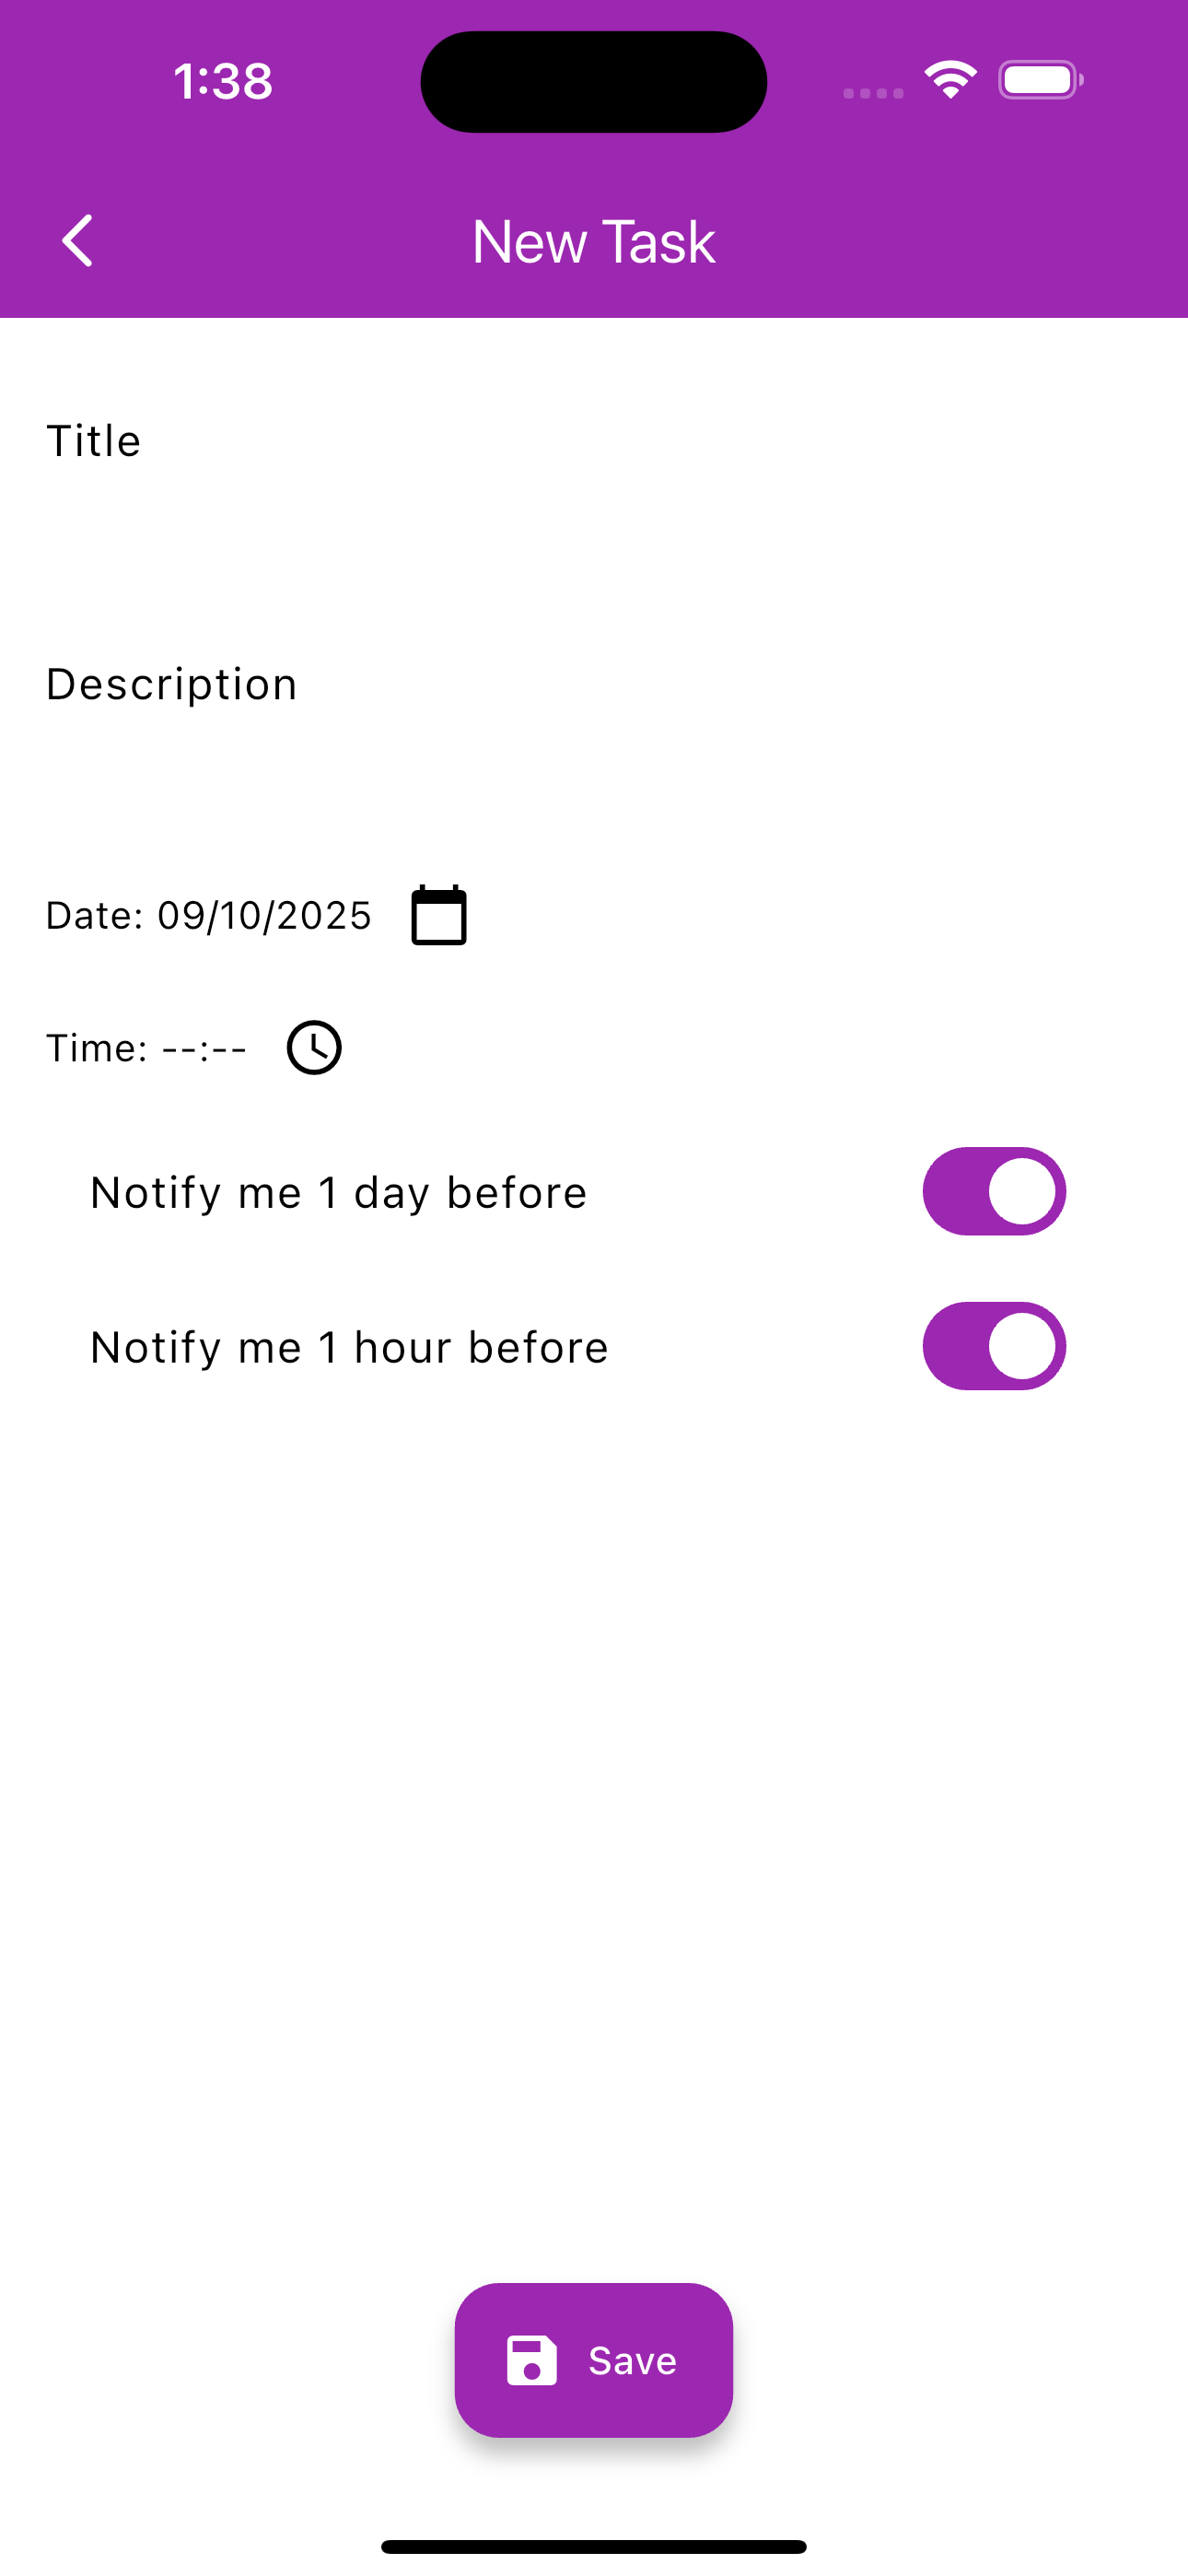 1:38
New Task
Title
Description
Date: 09/10/2025
Time: --:--
Notify me 1 day before
Notify me 1 hour before
Save